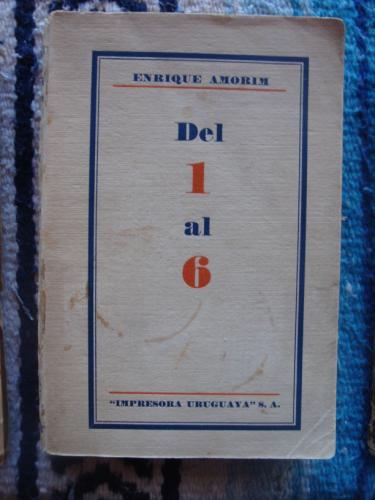 ENRIQUE AMORIM
Del
1
al
6
"IMPRESORA URUGUAYA" S. A.